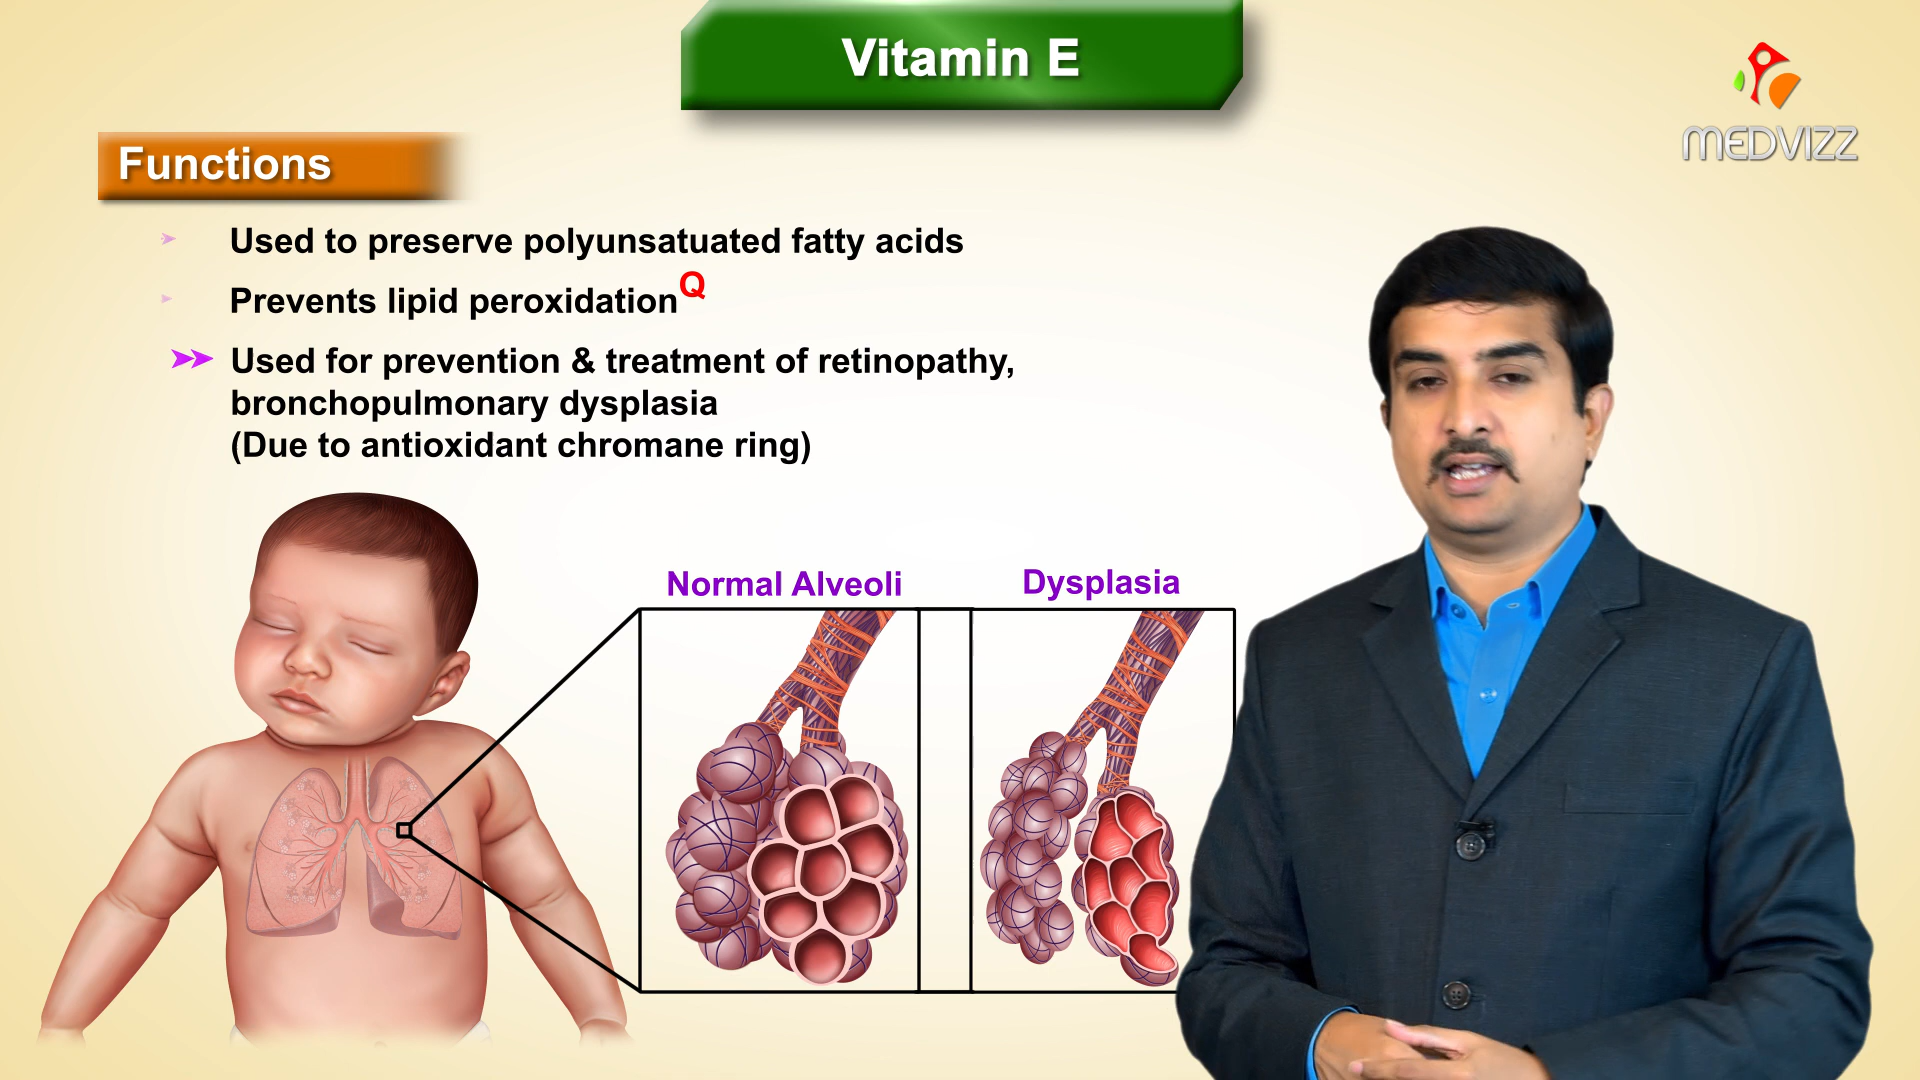 Vitamin E
MEDVIZZ
Functions
Used to preserve polyunsatuated fatty acids
Prevents lipid peroxidationQ
Used for prevention & treatment of retinopathy,
bronchopulmonary dysplasia
(Due to antioxidant chromane ring)
Normal Alveoli
Dysplasia